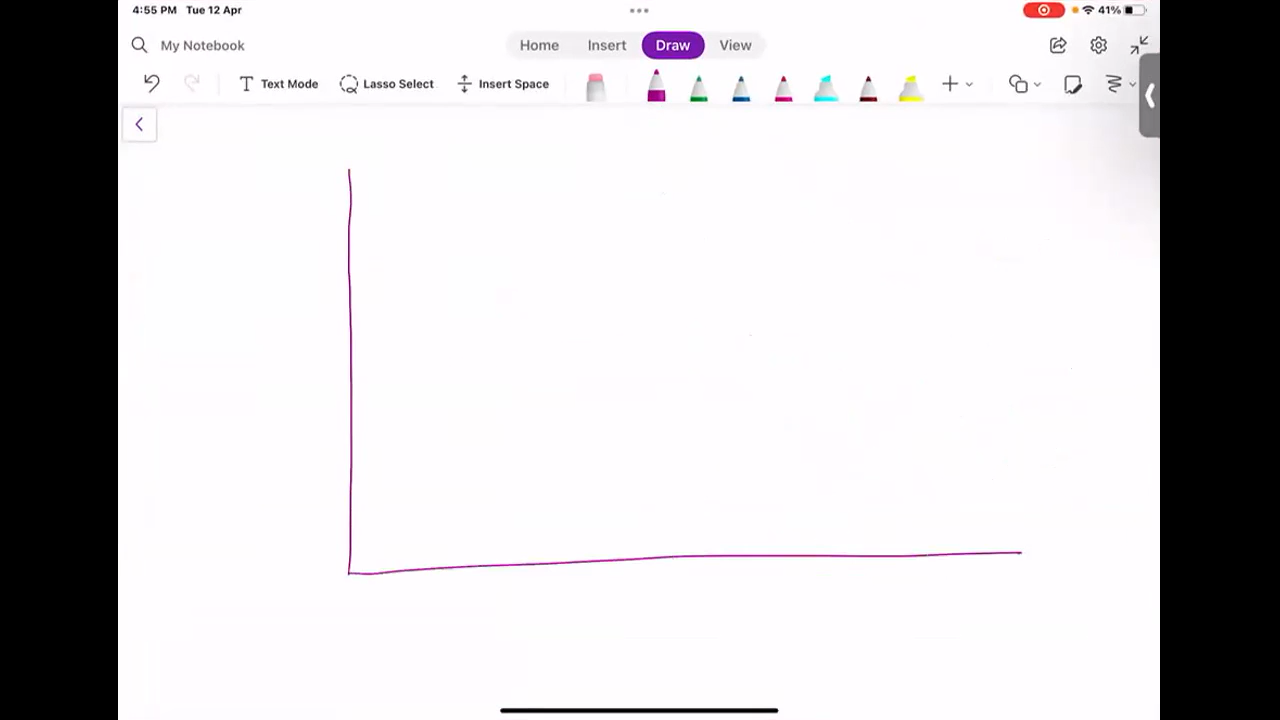 4:55 PM Tue 12 Apr
41%
My Notebook
Home Insert Draw View
Text Mode Lasso Select Insert Space